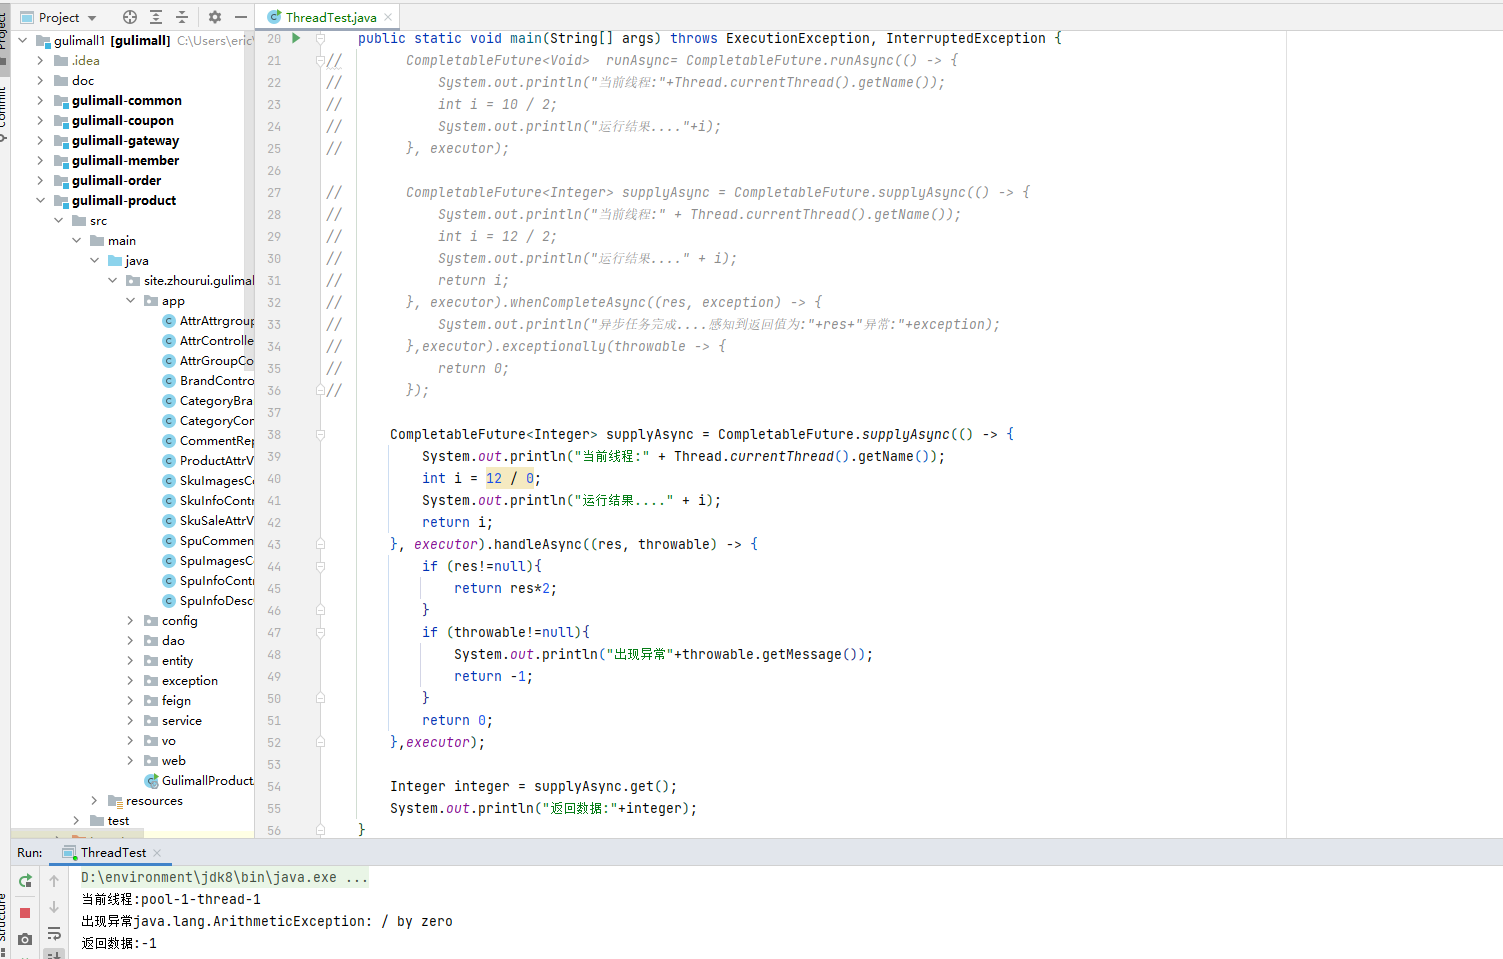 Project
ThreadTest.java
gulimall1 [gulimall] C:\Users\eric\
.idea
doc
gulimall-common
gulimall-coupon
gulimall-gateway
gulimall-member
gulimall-order
gulimall-product
src
main
java
site.zhourui.gulimal
app
AttrAttrgroup
AttrControlle
AttrGroupCo
BrandContro
CategoryBra
CategoryCor
CommentRep
ProductAttrV
SkuImagesCo
SkuInfoContr
SkuSaleAttrV
SpuCommen
SpuImagesC
SpuInfoContr
SpuInfoDesc
config
dao
entity
exception
feign
service
vo
web
GulimallProduct
resources
test
20 public static void main(String[] args) throws ExecutionException, InterruptedException {
21 // CompletableFuture<Void>  runAsync= CompletableFuture.runAsync(() -> {
22 // System.out.println("当前线程:"+Thread.currentThread().getName());
23 // int i = 10 / 2;
24 // System.out.println("运行结果...."+i);
25 // }, executor);
26
27 // CompletableFuture<Integer> supplyAsync = CompletableFuture.supplyAsync(() -> {
28 // System.out.println("当前线程:" + Thread.currentThread().getName());
29 // int i = 12 / 2;
30 // System.out.println("运行结果...." + i);
31 // return i;
32 // }, executor).whenCompleteAsync((res, exception) -> {
33 // System.out.println("异步任务完成....感知到返回值为:"+res+"异常:"+exception);
34 // },executor).exceptionally(throwable -> {
35 // return 0;
36 // });
37
38 CompletableFuture<Integer> supplyAsync = CompletableFuture.supplyAsync(() -> {
39 System.out.println("当前线程:" + Thread.currentThread().getName());
40 int i = 12 / 0;
41 System.out.println("运行结果...." + i);
42 return i;
43 }, executor).handleAsync((res, throwable) -> {
44 if (res!=null){
45 return res*2;
46 }
47 if (throwable!=null){
48 System.out.println("出现异常"+throwable.getMessage());
49 return -1;
50 }
51 return 0;
52 },executor);
53
54 Integer integer = supplyAsync.get();
55 System.out.println("返回数据:"+integer);
56 }
Run: ThreadTest
D:\environment\jdk8\bin\java.exe ...
当前线程:pool-1-thread-1
出现异常java.lang.ArithmeticException: / by zero
返回数据:-1